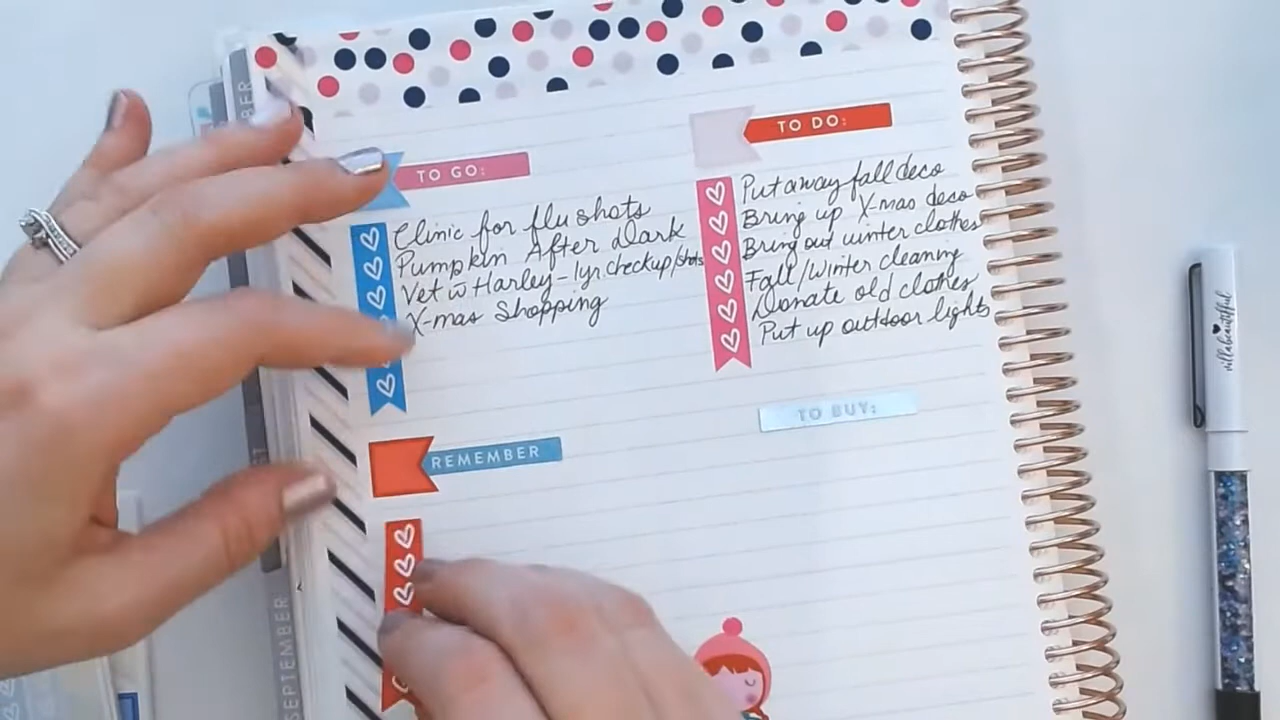 TO GO:
Clinic for flu shots
Pumpkin After Dark
Vet w̄ Harley - 1yr checkup/shots
X-mas Shopping
REMEMBER
TO DO:
Put away fall deco
Bring up X-mas deco
Bring out winter clothes
Fall/Winter cleaning
Donate old clothes
Put up outdoor lights
TO BUY:
SEPTEMBER
villabeautifful